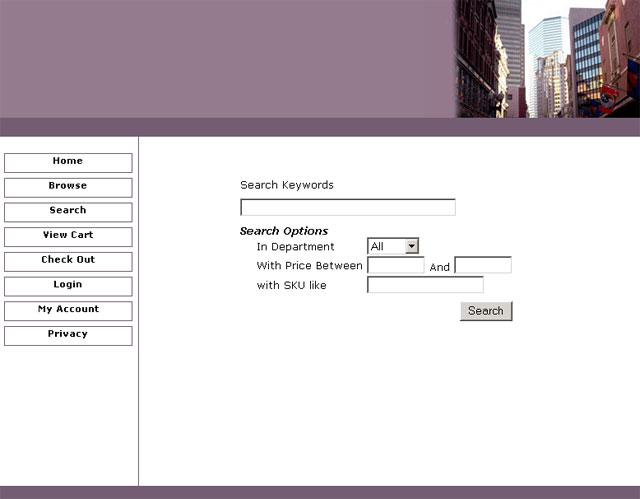 Home
Browse
Search
View Cart
Check Out
Login
My Account
Privacy
Search Keywords
Search Options
In Department All
With Price Between And
with SKU like
Search